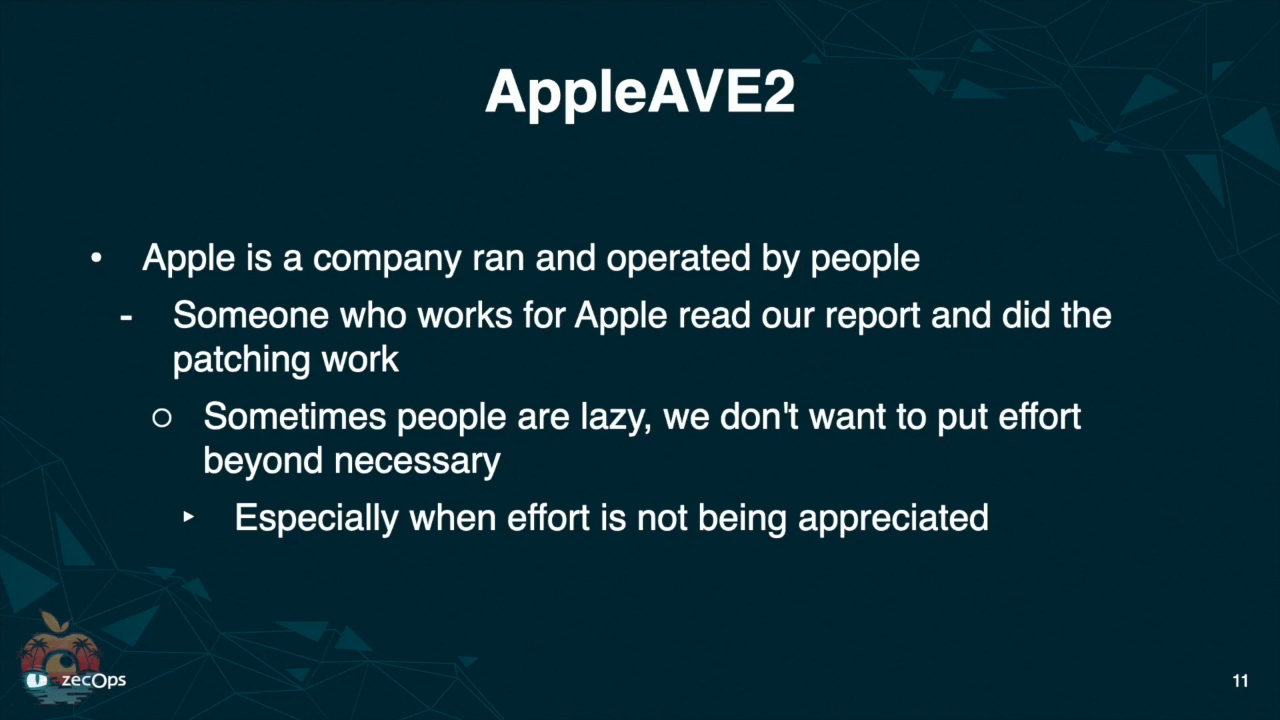 AppleAVE2
• Apple is a company ran and operated by people
- Someone who works for Apple read our report and did the
patching work
○ Sometimes people are lazy, we don't want to put effort
beyond necessary
▸ Especially when effort is not being appreciated
zecOps
11